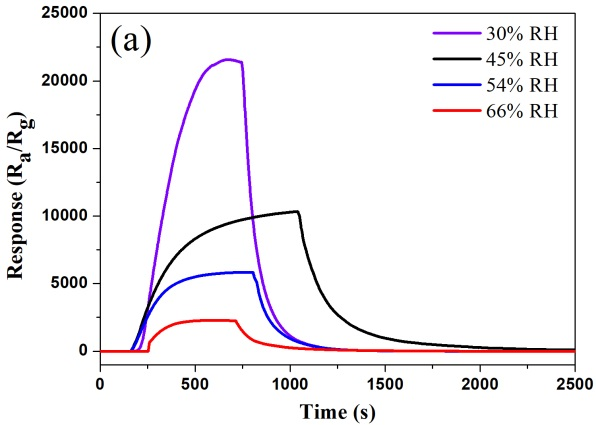 (a)
30% RH
45% RH
54% RH
66% RH
25000
20000
15000
10000
5000
0
Response (Ra/Rg)
0 500 1000 1500 2000 2500
Time (s)